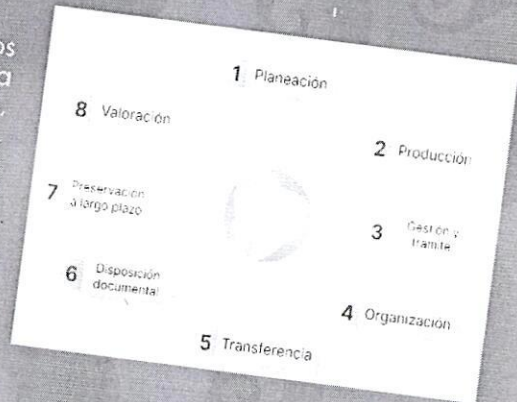 os
a
1 Planeación
8 Valoración
2 Producción
7 Preservación
a largo plazo
3 Gestión y
trámite
6 Disposición
documental
4 Organización
5 Transferencia